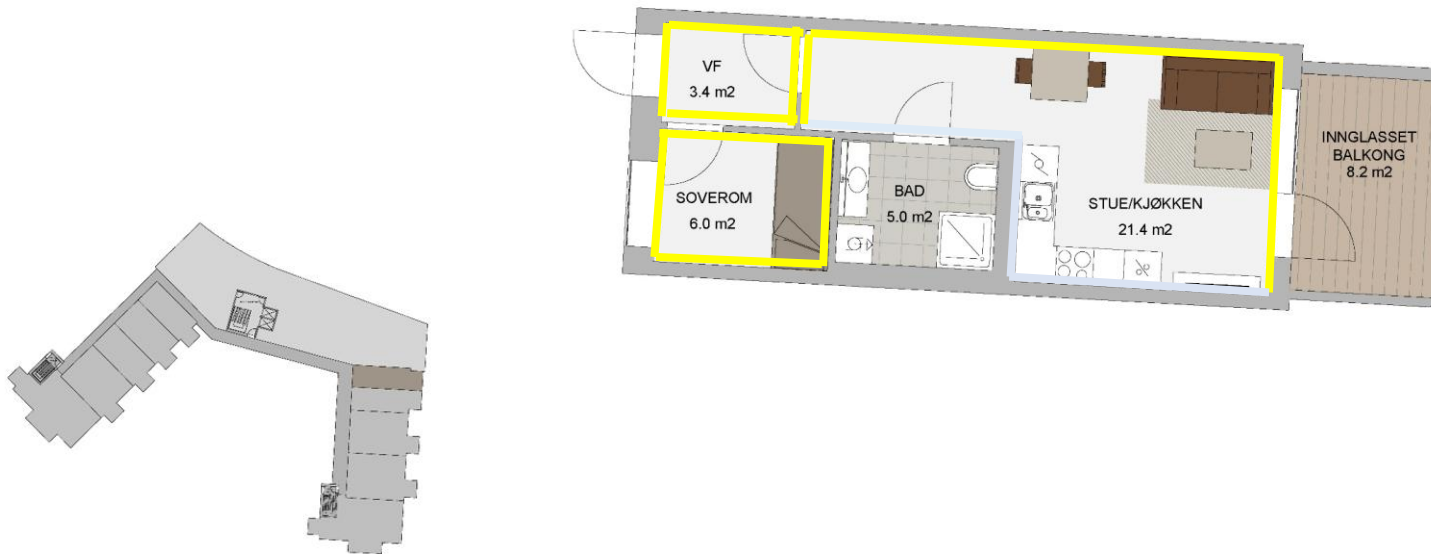 VF
3.4 m2
SOVEROM
6.0 m2
BAD
5.0 m2
STUE/KJØKKEN
21.4 m2
INNGLASSET
BALKONG
8.2 m2